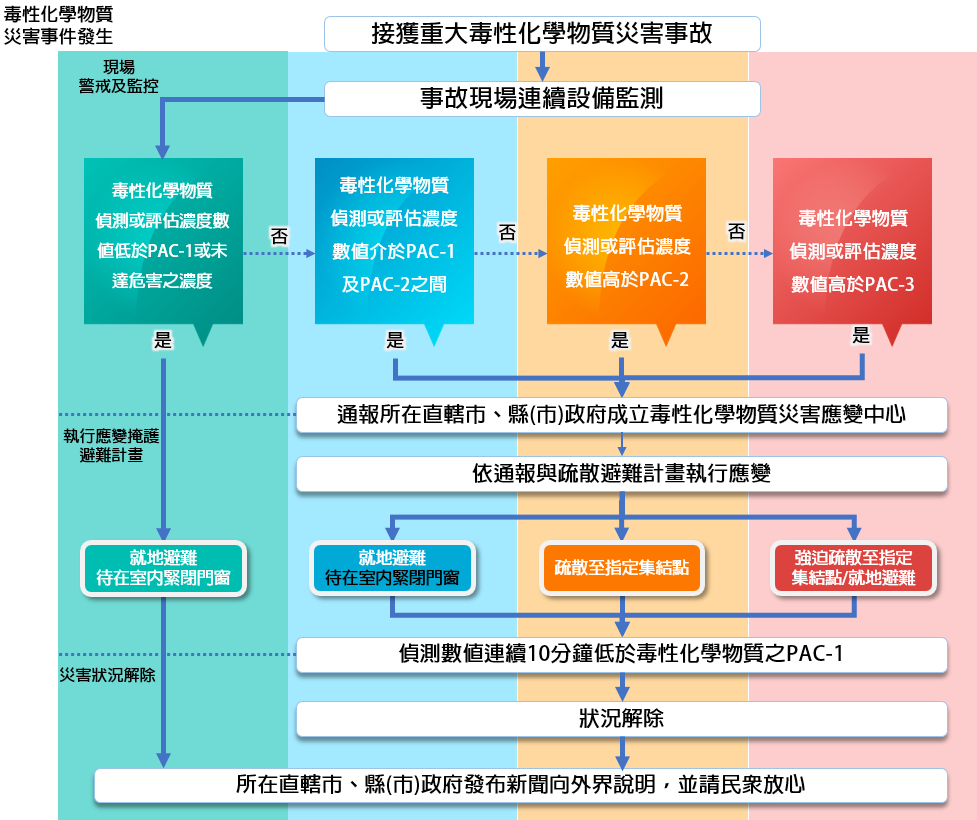 毒性化學物質
災害事件發生
接獲重大毒性化學物質災害事故
現場
警戒及監控
事故現場連續設備監測
毒性化學物質
偵測或評估濃度數
值低於PAC-1或未
達危害之濃度
否
毒性化學物質
偵測或評估濃度
數值介於PAC-1
及PAC-2之間
否
毒性化學物質
偵測或評估濃度
數值高於PAC-2
否
毒性化學物質
偵測或評估濃度
數值高於PAC-3
是
是
是
是
通報所在直轄市、縣(市)政府成立毒性化學物質災害應變中心
執行應變掩護
避難計畫
依通報與疏散避難計畫執行應變
就地避難
待在室內緊閉門窗
就地避難
待在室內緊閉門窗
疏散至指定集結點
強迫疏散至指定
集結點/就地避難
偵測數值連續10分鐘低於毒性化學物質之PAC-1
災害狀況解除
狀況解除
所在直轄市、縣(市)政府發布新聞向外界說明，並請民眾放心